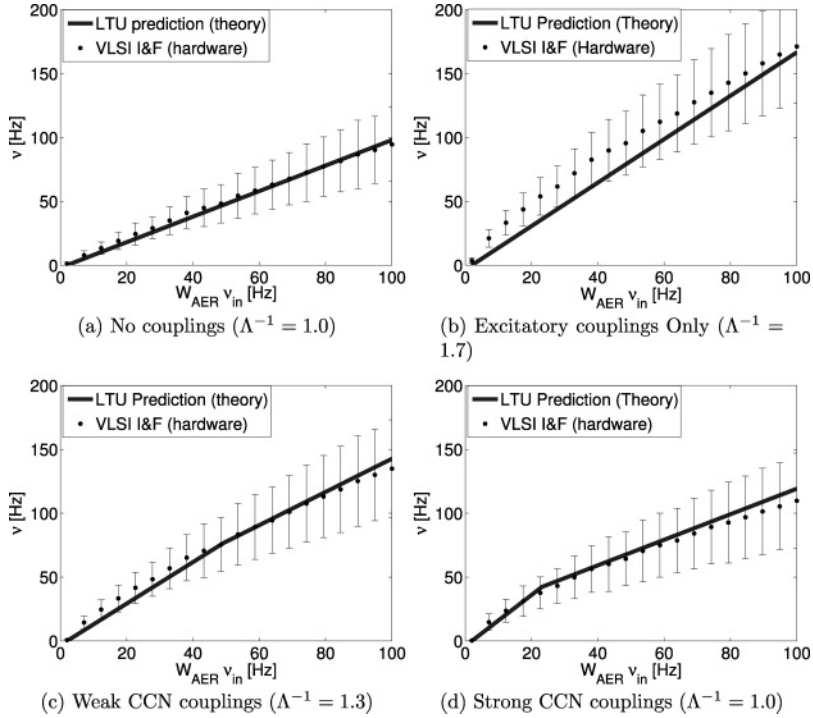 200
150
100
50
0
ν [Hz]
LTU prediction (theory)
VLSI I&F (hardware)
0 20 40 60 80 100
W_AER ν_in [Hz]
(a) No couplings (Λ⁻¹ = 1.0)
200
150
100
50
0
ν [Hz]
LTU Prediction (Theory)
VLSI I&F (Hardware)
0 20 40 60 80 100
W_AER ν_in [Hz]
(b) Excitatory couplings Only (Λ⁻¹ =
1.7)
200
150
100
50
0
ν [Hz]
LTU Prediction (theory)
VLSI I&F (hardware)
0 20 40 60 80 100
W_AER ν_in [Hz]
(c) Weak CCN couplings (Λ⁻¹ = 1.3)
200
150
100
50
0
ν [Hz]
LTU Prediction (Theory)
VLSI I&F (hardware)
0 20 40 60 80 100
W_AER ν_in [Hz]
(d) Strong CCN couplings (Λ⁻¹ = 1.0)